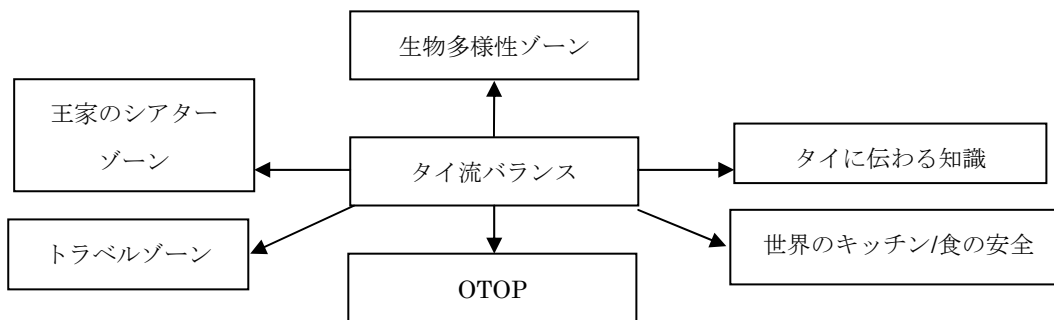 生物多様性ゾーン
王家のシアター
ゾーン
タイ流バランス
タイに伝わる知識
トラベルゾーン
世界のキッチン/食の安全
OTOP